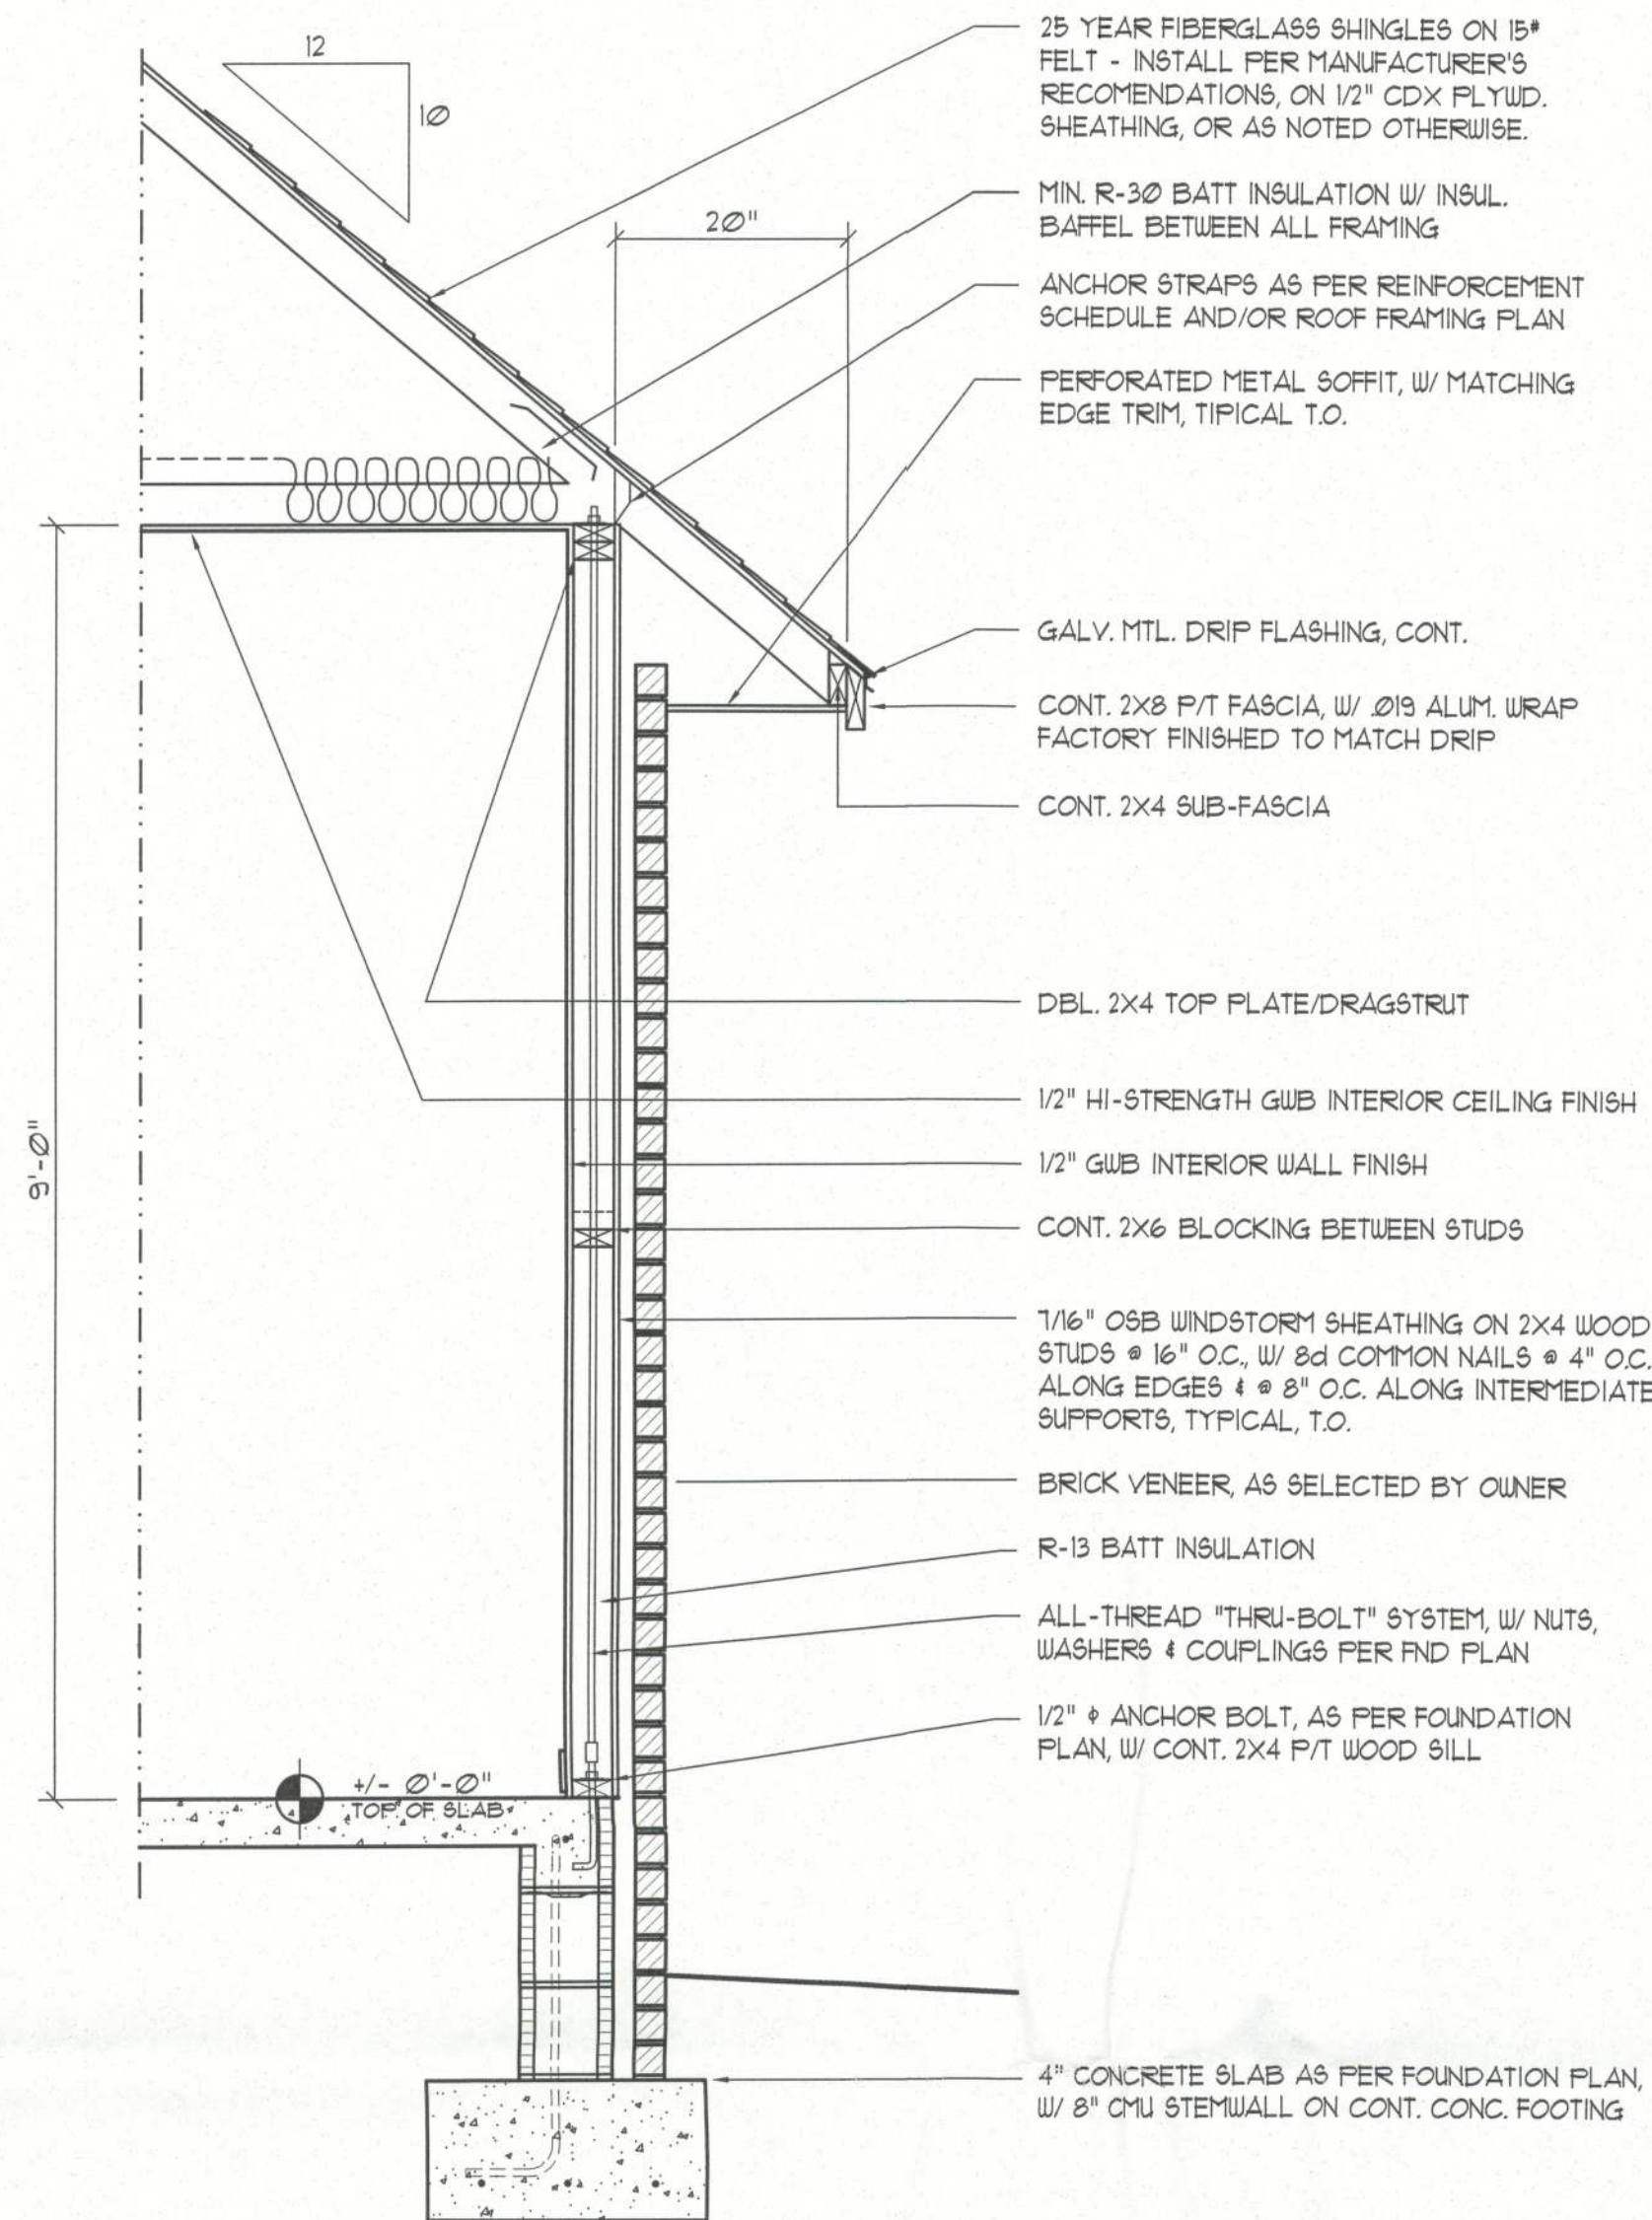 12
10
25 YEAR FIBERGLASS SHINGLES ON 15#
FELT - INSTALL PER MANUFACTURER'S
RECOMENDATIONS, ON 1/2" CDX PLYWD.
SHEATHING, OR AS NOTED OTHERWISE.
MIN. R-30 BATT INSULATION W/ INSUL.
BAFFEL BETWEEN ALL FRAMING
20"
ANCHOR STRAPS AS PER REINFORCEMENT
SCHEDULE AND/OR ROOF FRAMING PLAN
PERFORATED METAL SOFFIT, W/ MATCHING
EDGE TRIM, TIPICAL T.O.
GALV. MTL. DRIP FLASHING, CONT.
CONT. 2X8 P/T FASCIA, W/ .019 ALUM. WRAP
FACTORY FINISHED TO MATCH DRIP
CONT. 2X4 SUB-FASCIA
DBL. 2X4 TOP PLATE/DRAGSTRUT
1/2" HI-STRENGTH GWB INTERIOR CEILING FINISH
9'-0"
1/2" GWB INTERIOR WALL FINISH
CONT. 2X6 BLOCKING BETWEEN STUDS
7/16" OSB WINDSTORM SHEATHING ON 2X4 WOOD
STUDS @ 16" O.C., W/ 8d COMMON NAILS @ 4" O.C.
ALONG EDGES & @ 8" O.C. ALONG INTERMEDIATE
SUPPORTS, TYPICAL, T.O.
BRICK VENEER, AS SELECTED BY OWNER
R-13 BATT INSULATION
ALL-THREAD "THRU-BOLT" SYSTEM, W/ NUTS,
WASHERS & COUPLINGS PER FND PLAN
1/2" φ ANCHOR BOLT, AS PER FOUNDATION
PLAN, W/ CONT. 2X4 P/T WOOD SILL
+/- 0'-0"
TOP OF SLAB
4" CONCRETE SLAB AS PER FOUNDATION PLAN,
W/ 8" CMU STEMWALL ON CONT. CONC. FOOTING